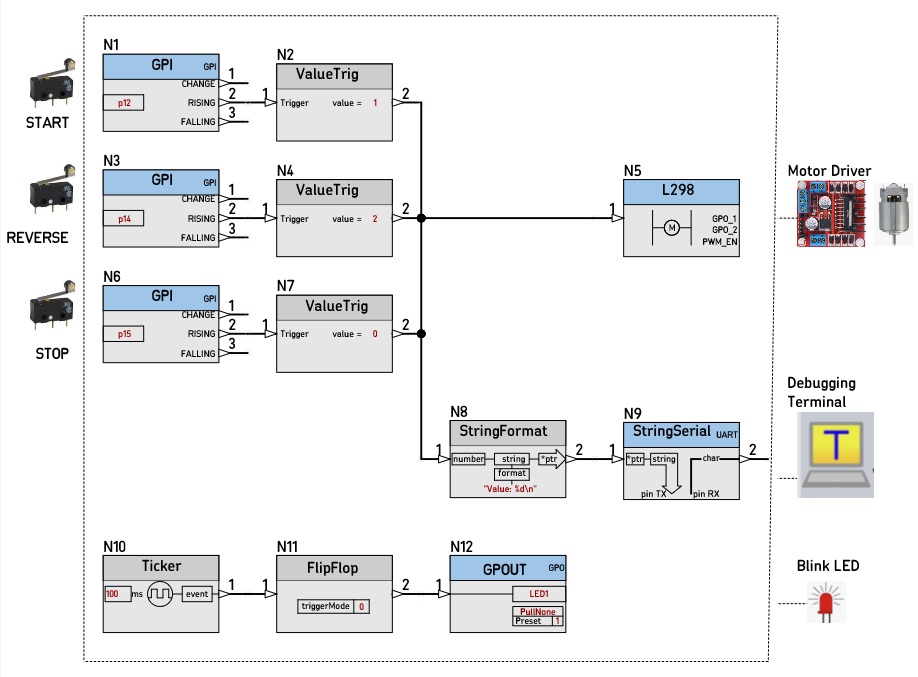 START
REVERSE
STOP
N1
GPI GPI
CHANGE 1
p12 RISING 2
FALLING 3
N2
ValueTrig
1 Trigger value = 1 2
N3
GPI GPI
CHANGE 1
p14 RISING 2
FALLING 3
N4
ValueTrig
1 Trigger value = 2 2
N5
L298
1 M GPO_1
GPO_2
PWM_EN
Motor Driver
N6
GPI GPI
CHANGE 1
p15 RISING 2
FALLING 3
N7
ValueTrig
1 Trigger value = 0 2
N8
StringFormat
1 number string *ptr 2
format
"Value: %d\n"
N9
StringSerial UART
1 *ptr string char 2
pin TX pin RX
Debugging
Terminal
T
N10
Ticker
100 ms event 1
N11
FlipFlop
1 2
triggerMode 0
N12
GPOUT GPO
1 LED1
PullNone
Preset 1
Blink LED